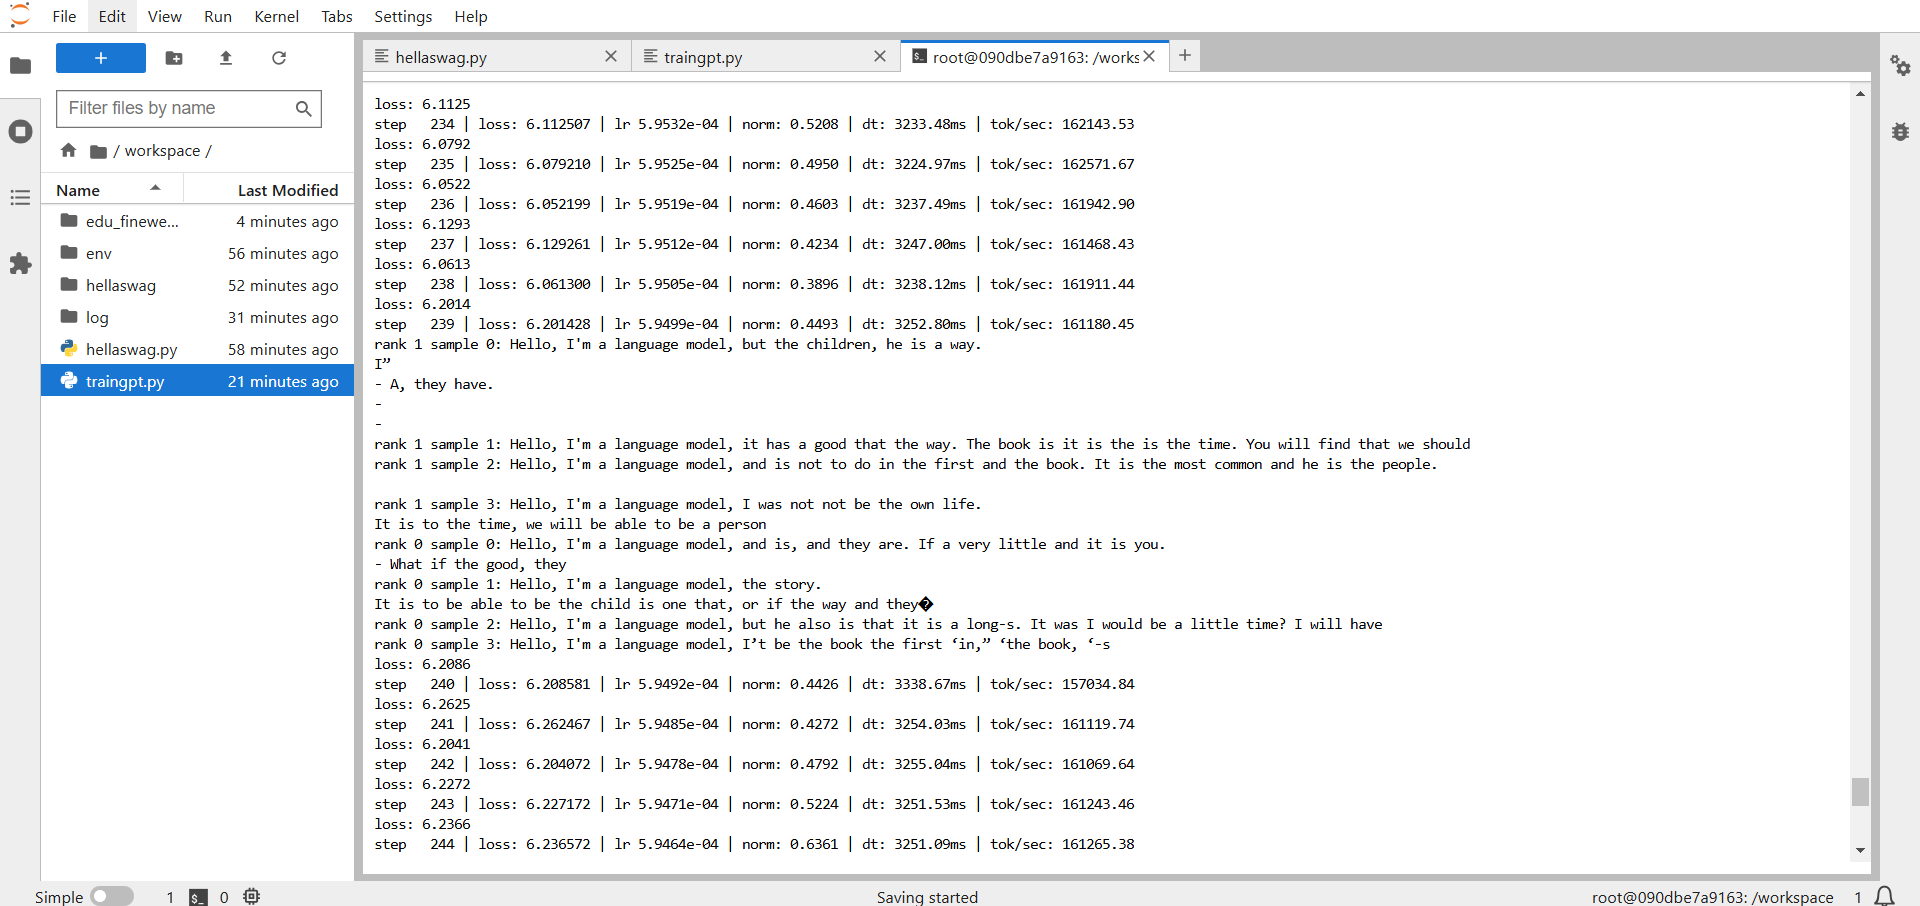 File Edit View Run Kernel Tabs Settings Help
hellaswag.py traingpt.py root@090dbe7a9163: /works
Filter files by name
/ workspace /
Name Last Modified
edu_finewe... 4 minutes ago
env 56 minutes ago
hellaswag 52 minutes ago
log 31 minutes ago
hellaswag.py 58 minutes ago
traingpt.py 21 minutes ago
loss: 6.1125
step 234 | loss: 6.112507 | lr 5.9532e-04 | norm: 0.5208 | dt: 3233.48ms | tok/sec: 162143.53
loss: 6.0792
step 235 | loss: 6.079210 | lr 5.9525e-04 | norm: 0.4950 | dt: 3224.97ms | tok/sec: 162571.67
loss: 6.0522
step 236 | loss: 6.052199 | lr 5.9519e-04 | norm: 0.4603 | dt: 3237.49ms | tok/sec: 161942.90
loss: 6.1293
step 237 | loss: 6.129261 | lr 5.9512e-04 | norm: 0.4234 | dt: 3247.00ms | tok/sec: 161468.43
loss: 6.0613
step 238 | loss: 6.061300 | lr 5.9505e-04 | norm: 0.3896 | dt: 3238.12ms | tok/sec: 161911.44
loss: 6.2014
step 239 | loss: 6.201428 | lr 5.9499e-04 | norm: 0.4493 | dt: 3252.80ms | tok/sec: 161180.45
rank 1 sample 0: Hello, I'm a language model, but the children, he is a way.
I”
- A, they have.
-
-
rank 1 sample 1: Hello, I'm a language model, it has a good that the way. The book is it is the is the time. You will find that we should
rank 1 sample 2: Hello, I'm a language model, and is not to do in the first and the book. It is the most common and he is the people.
rank 1 sample 3: Hello, I'm a language model, I was not not be the own life.
It is to the time, we will be able to be a person
rank 0 sample 0: Hello, I'm a language model, and is, and they are. If a very little and it is you.
- What if the good, they
rank 0 sample 1: Hello, I'm a language model, the story.
It is to be able to be the child is one that, or if the way and they�
rank 0 sample 2: Hello, I'm a language model, but he also is that it is a long-s. It was I would be a little time? I will have
rank 0 sample 3: Hello, I'm a language model, I’t be the book the first ‘in,” ‘the book, ‘-s
loss: 6.2086
step 240 | loss: 6.208581 | lr 5.9492e-04 | norm: 0.4426 | dt: 3338.67ms | tok/sec: 157034.84
loss: 6.2625
step 241 | loss: 6.262467 | lr 5.9485e-04 | norm: 0.4272 | dt: 3254.03ms | tok/sec: 161119.74
loss: 6.2041
step 242 | loss: 6.204072 | lr 5.9478e-04 | norm: 0.4792 | dt: 3255.04ms | tok/sec: 161069.64
loss: 6.2272
step 243 | loss: 6.227172 | lr 5.9471e-04 | norm: 0.5224 | dt: 3251.53ms | tok/sec: 161243.46
loss: 6.2366
step 244 | loss: 6.236572 | lr 5.9464e-04 | norm: 0.6361 | dt: 3251.09ms | tok/sec: 161265.38
Simple 1 0 Saving started root@090dbe7a9163: /workspace 1